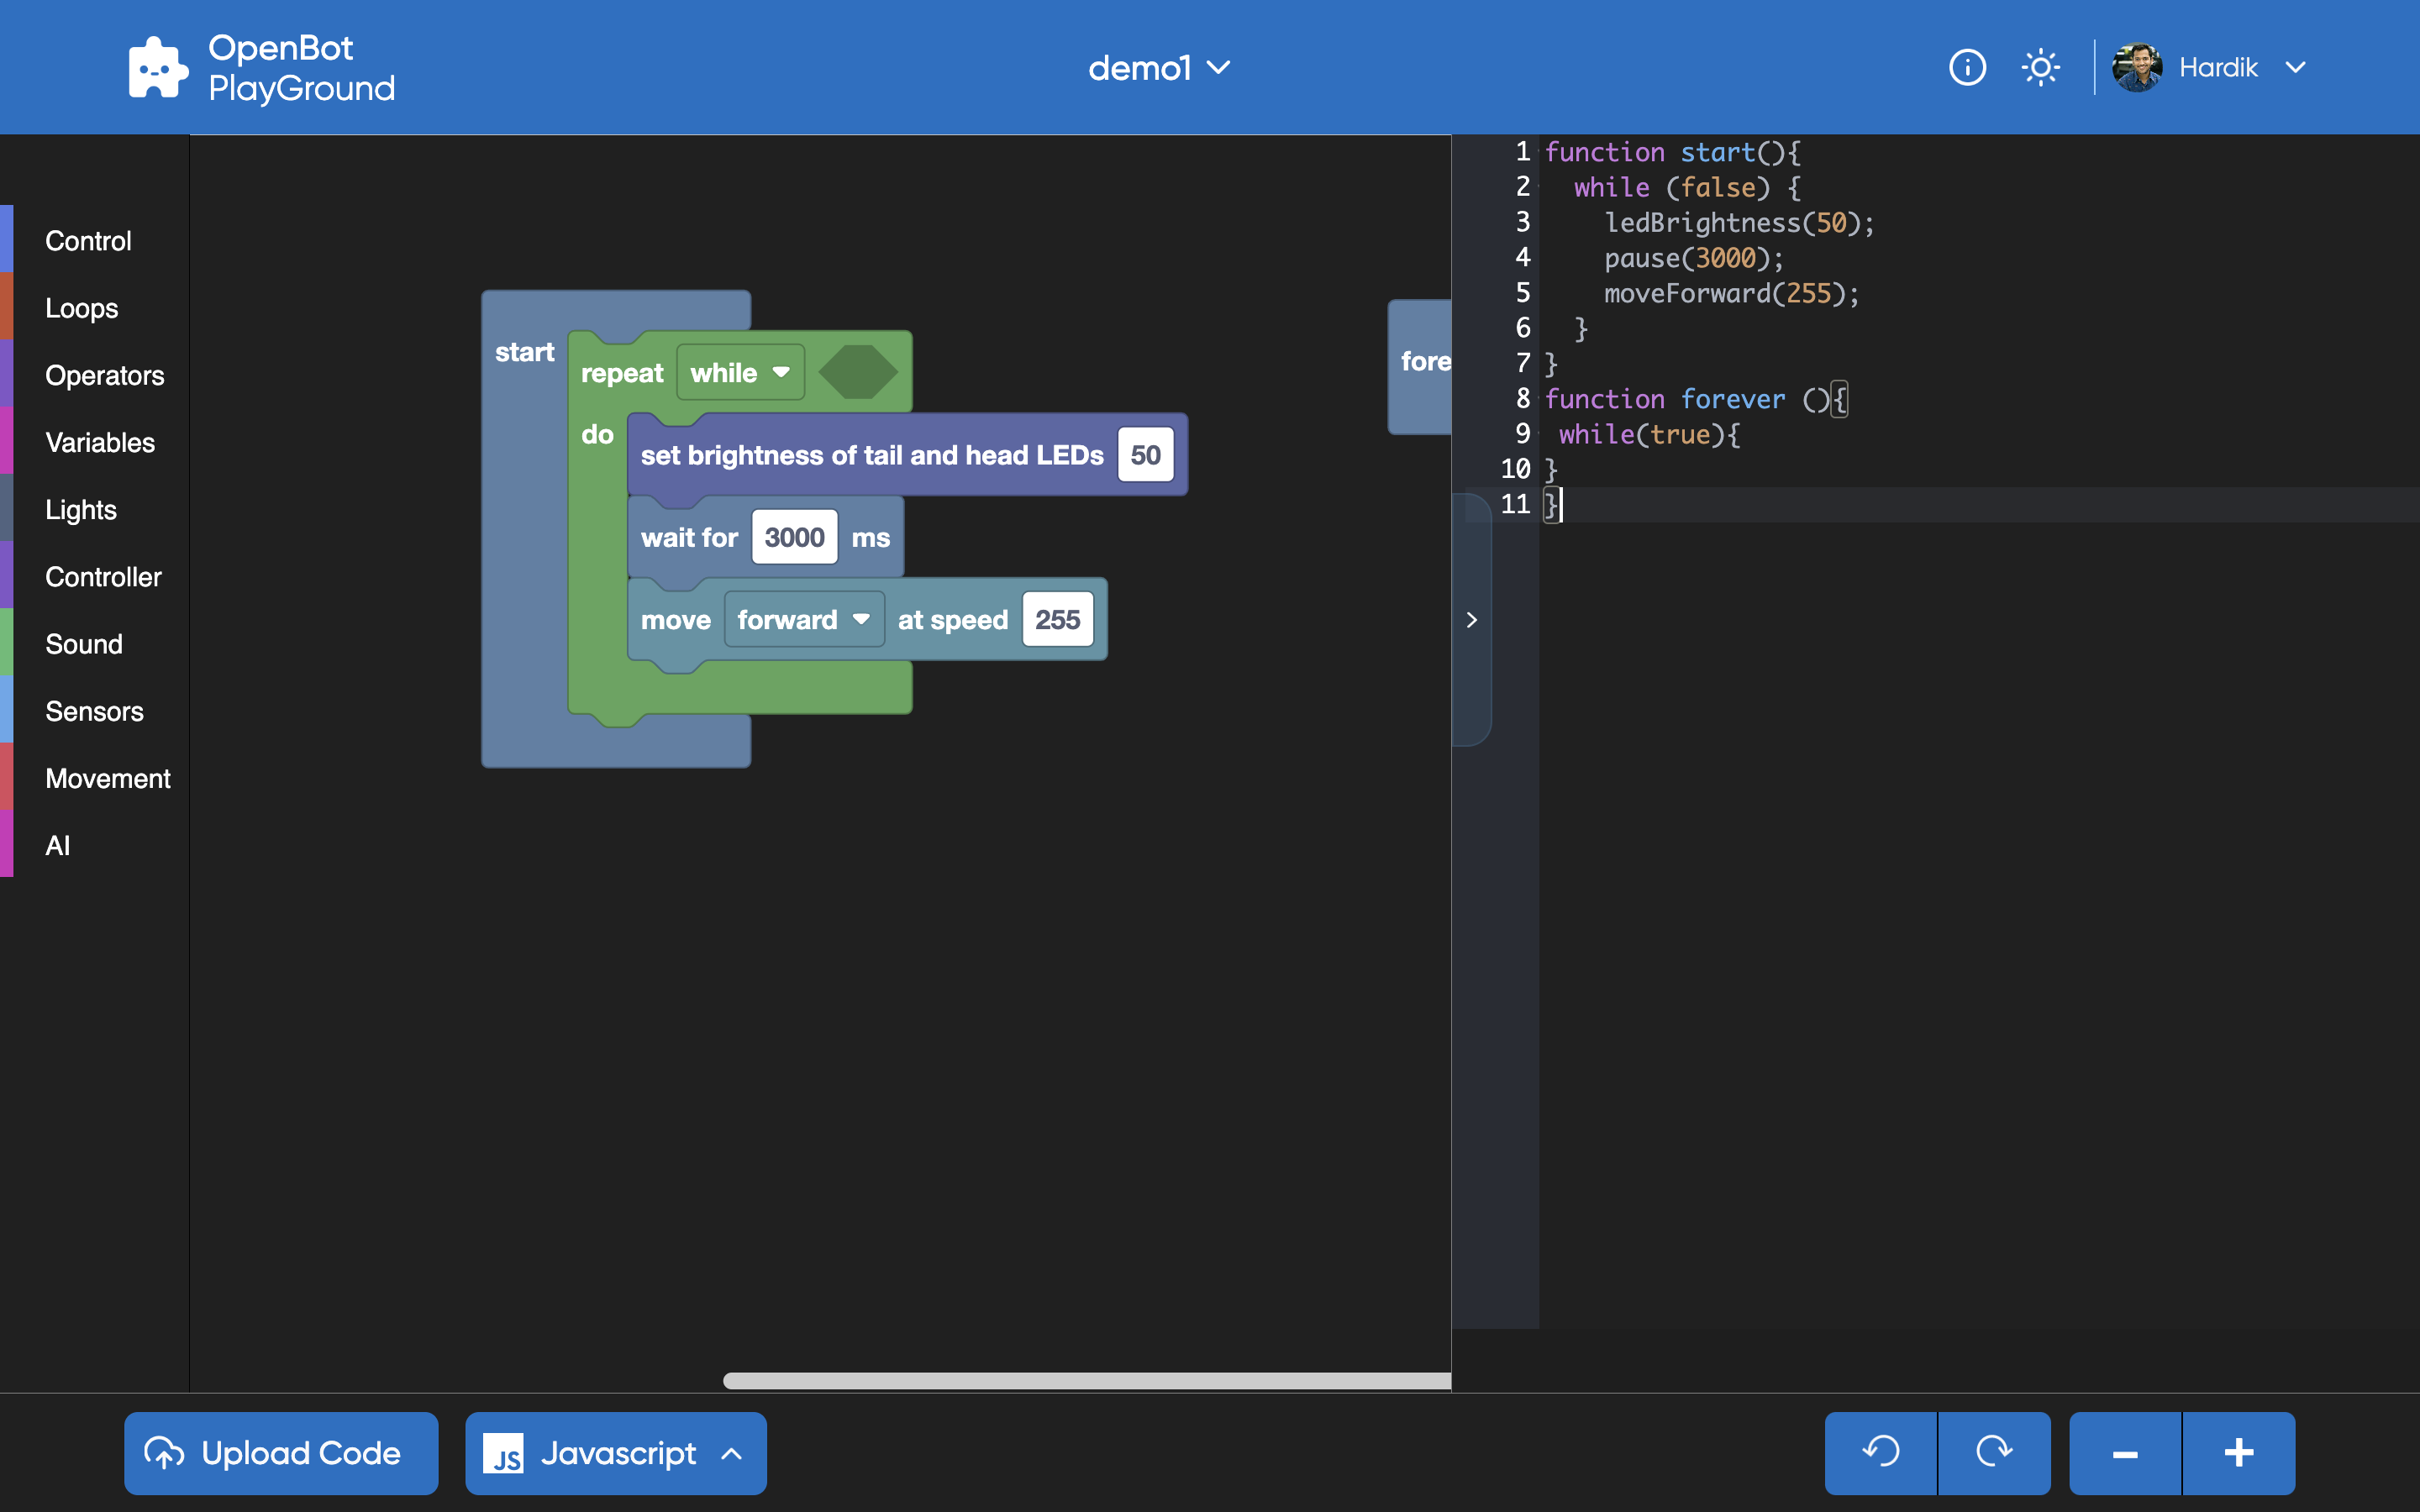 OpenBot
PlayGround
demo1
Hardik
Control
Loops
Operators
Variables
Lights
Controller
Sound
Sensors
Movement
AI
start
repeat while
do
set brightness of tail and head LEDs 50
wait for 3000 ms
move forward at speed 255
fore
1 function start(){
2 while (false) {
3 ledBrightness(50);
4 pause(3000);
5 moveForward(255);
6 }
7 }
8 function forever (){
9 while(true){
10 }
11 }
Upload Code
JS Javascript